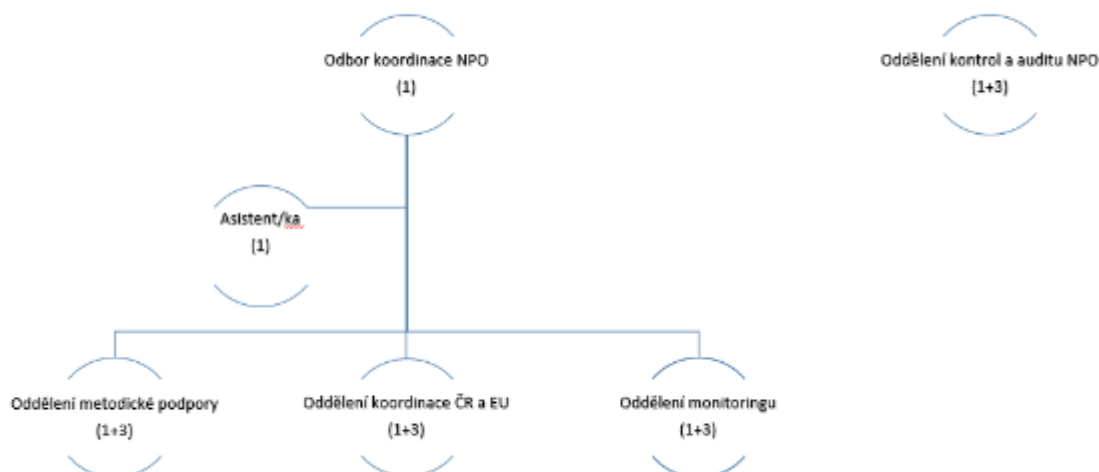 Odbor koordinace NPO
(1)
Oddělení kontrol a auditu NPO
(1+3)
Asistent/ka
(1)
Oddělení metodické podpory
(1+3)
Oddělení koordinace ČR a EU
(1+3)
Oddělení monitoringu
(1+3)